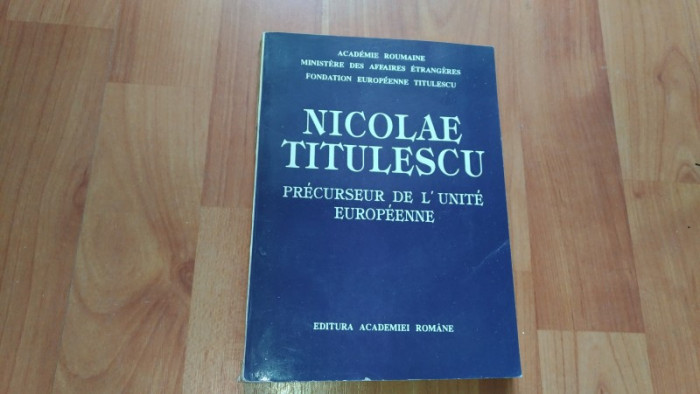 ACADÉMIE ROUMAINE
MINISTÈRE DES AFFAIRES ÉTRANGÈRES
FONDATION EUROPÉENNE TITULESCU
NICOLAE
TITULESCU
PRÉCURSEUR DE L'UNITÉ
EUROPÉENNE
EDITURA ACADEMIEI ROMÂNE